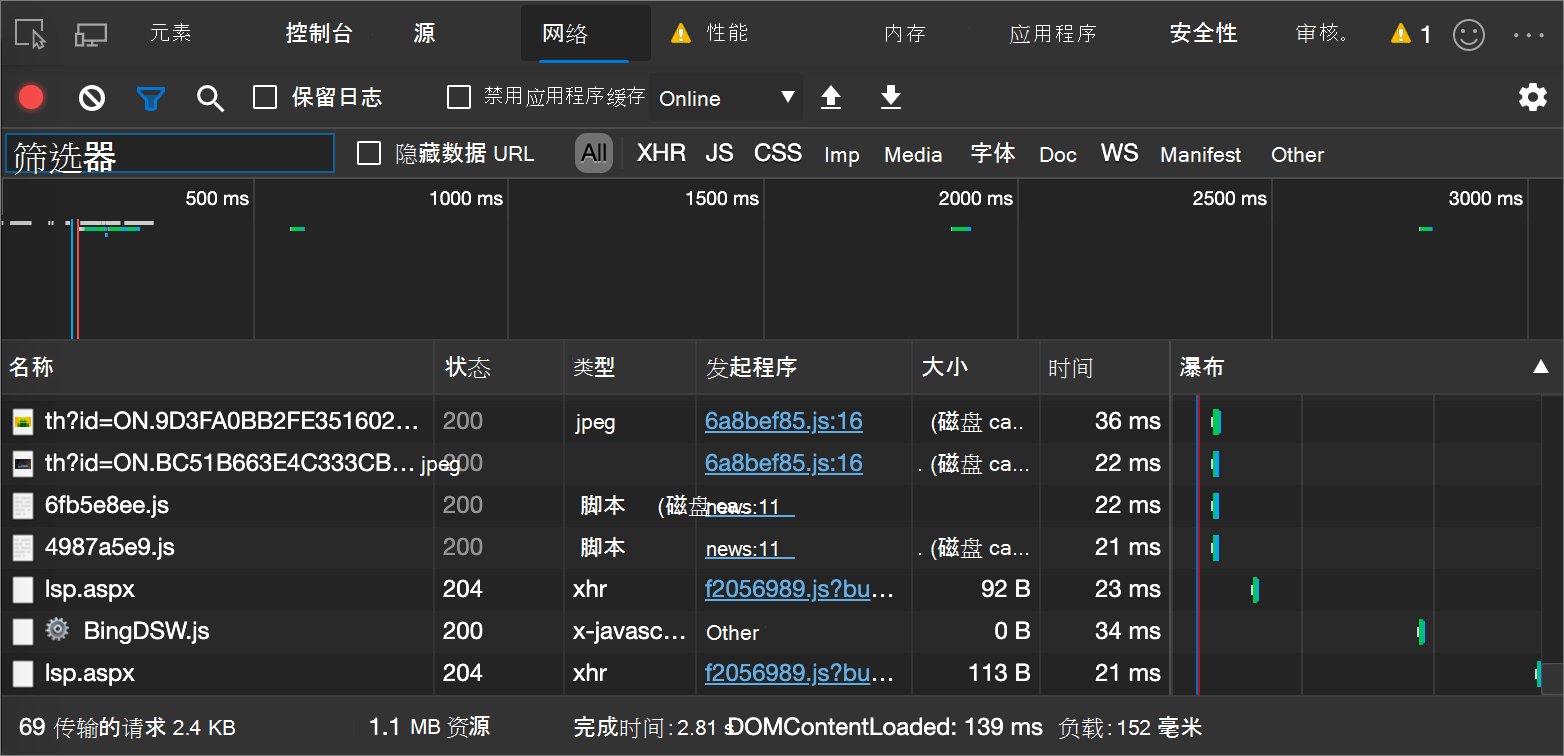 元素 控制台 源 网络 性能 内存 应用程序 安全性 审核。 1
保留日志 禁用应用程序缓存 Online
筛选器 隐藏数据 URL All XHR JS CSS Imp Media 字体 Doc WS Manifest Other
500 ms 1000 ms 1500 ms 2000 ms 2500 ms 3000 ms
名称 状态 类型 发起程序 大小 时间 瀑布
th?id=ON.9D3FA0BB2FE351602... 200 jpeg 6a8bef85.js:16 (磁盘 ca.. 36 ms
th?id=ON.BC51B663E4C333CB... jpeg 200 6a8bef85.js:16 . (磁盘 ca... 22 ms
6fb5e8ee.js 200 脚本 (磁盘 ca... news:11 22 ms
4987a5e9.js 200 脚本 news:11 . (磁盘 ca... 21 ms
lsp.aspx 204 xhr f2056989.js?bu... 92 B 23 ms
BingDSW.js 200 x-javasc... Other 0 B 34 ms
lsp.aspx 204 xhr f2056989.js?bu... 113 B 21 ms
69 传输的请求 2.4 KB 1.1 MB 资源 完成时间:2.81 s DOMContentLoaded: 139 ms 负载:152 毫米